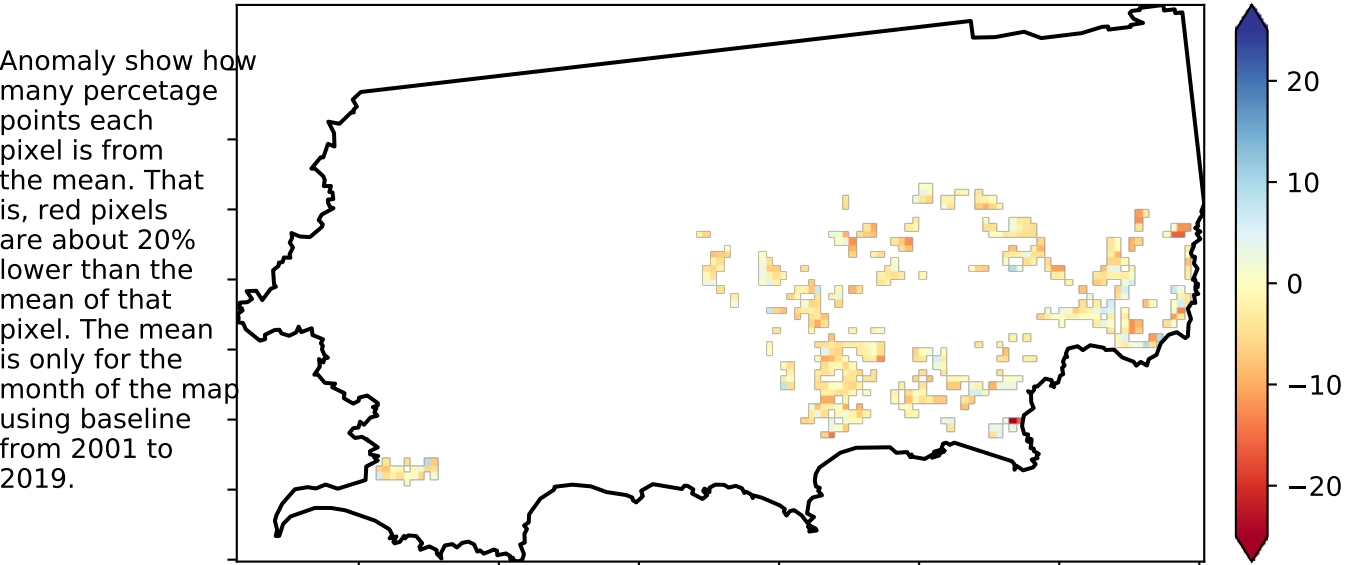 Anomaly show how
many percetage
points each
pixel is from
the mean. That
is, red pixels
are about 20%
lower than the
mean of that
pixel. The mean
is only for the
month of the map
using baseline
from 2001 to
2019.
20
10
0
−10
−20